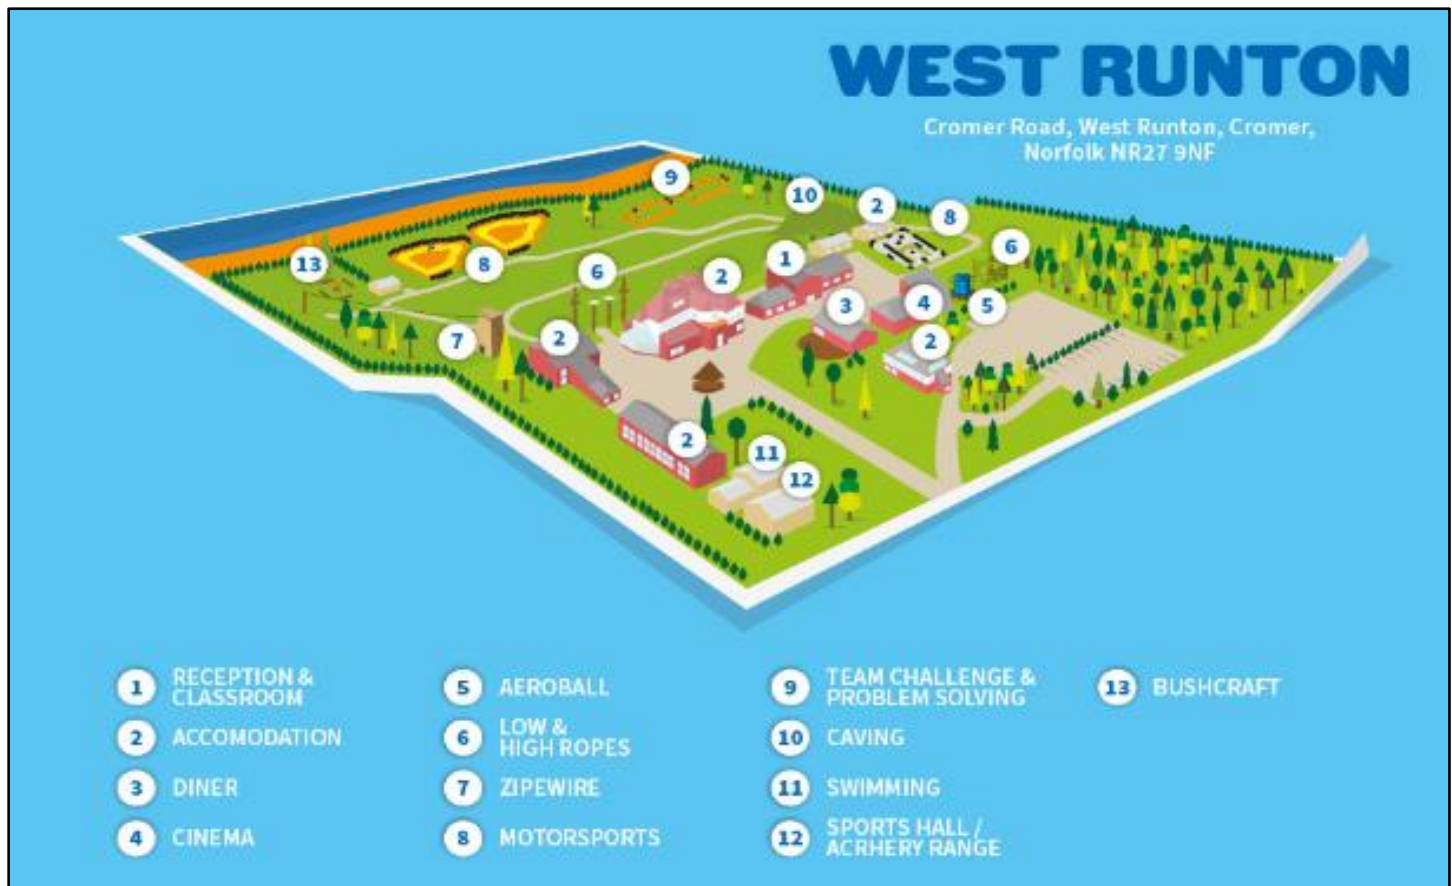 WEST RUNTON
Cromer Road, West Runton, Cromer,
Norfolk NR27 9NF
9
10
2
8
13
8
6
2
1
6
3
4
5
7
2
2
2
11
12
1 RECEPTION &
CLASSROOM
2 ACCOMODATION
3 DINER
4 CINEMA
5 AEROBALL
6 LOW &
HIGH ROPES
7 ZIPEWIRE
8 MOTORSPORTS
9 TEAM CHALLENGE &
PROBLEM SOLVING
10 CAVING
11 SWIMMING
12 SPORTS HALL /
ACRHERY RANGE
13 BUSHCRAFT